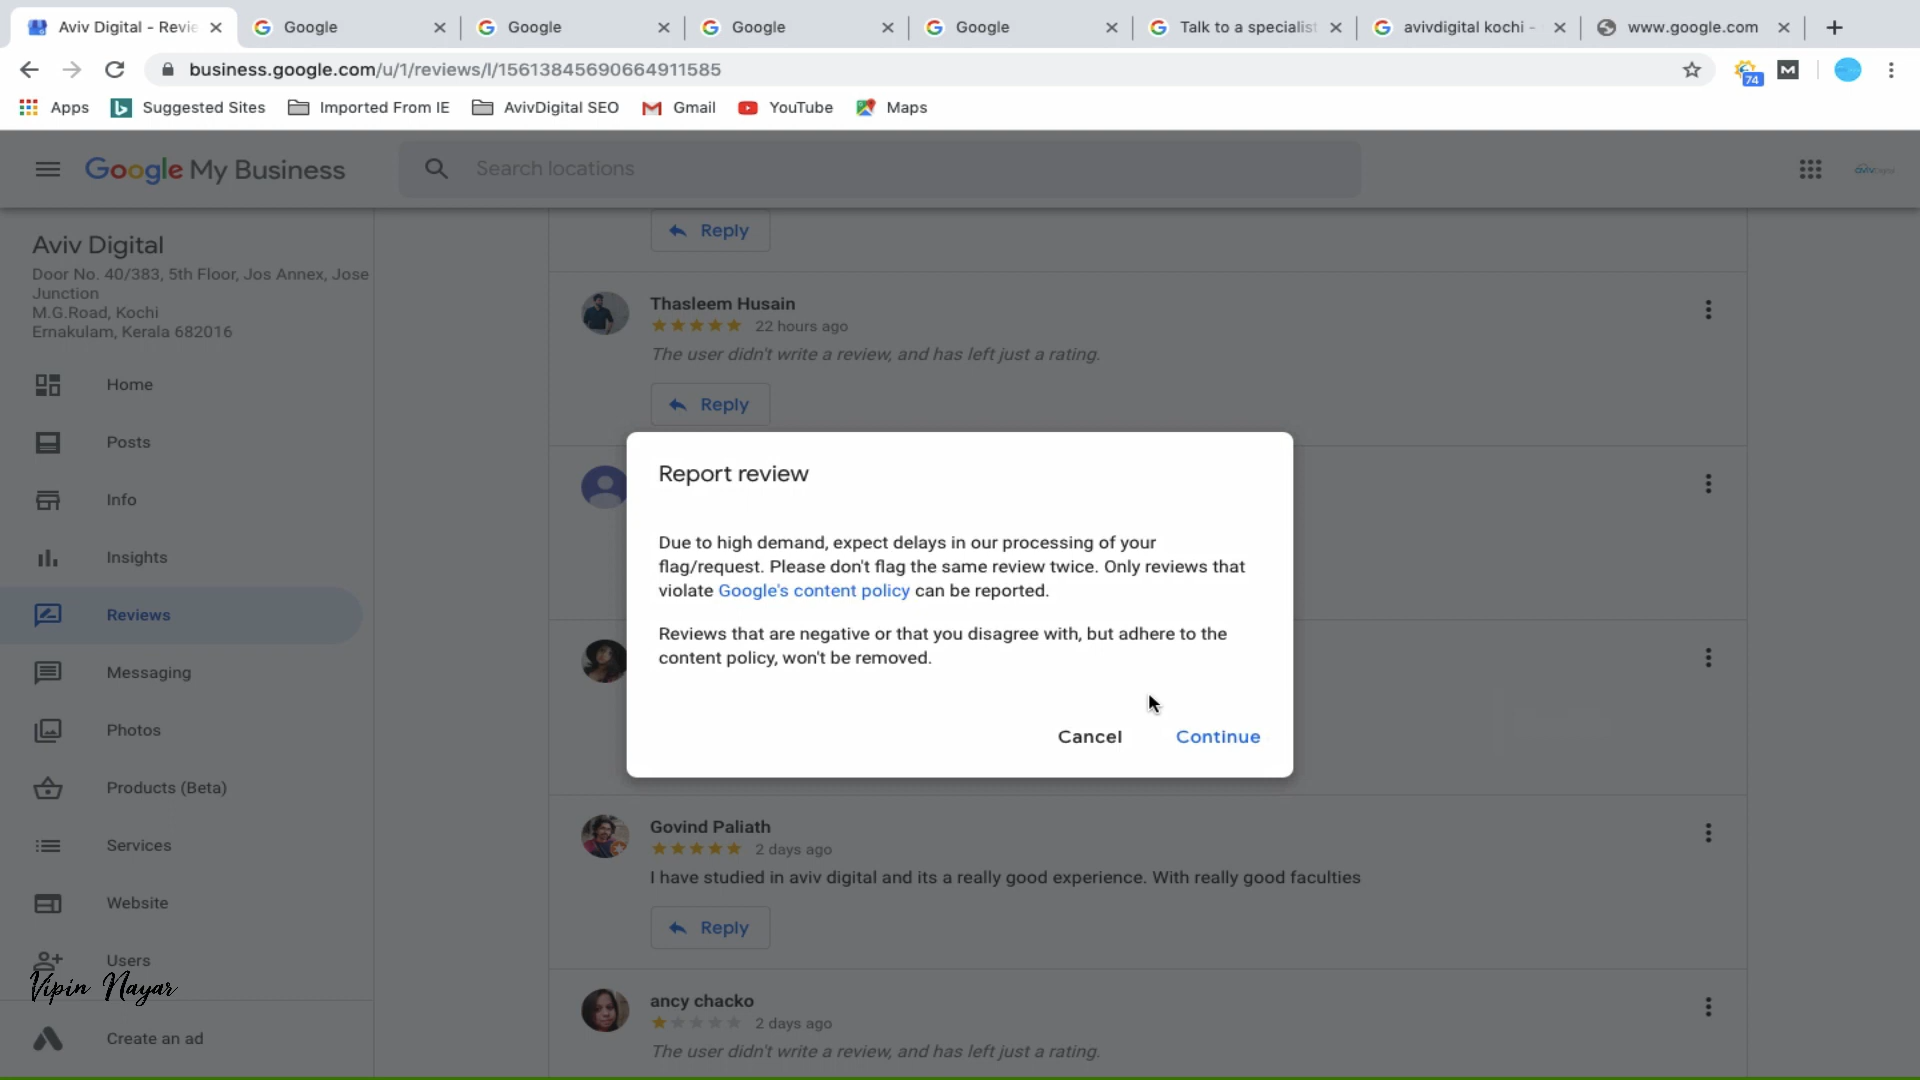 Aviv Digital - Revie
Google
Google
Google
Google
Talk to a specialist
avivdigital kochi -
www.google.com
business.google.com/u/1/reviews/l/15613845690664911585
74
Apps
Suggested Sites
Imported From IE
AvivDigital SEO
Gmail
YouTube
Maps
Google My Business
Search locations
Aviv Digital
Door No. 40/383, 5th Floor, Jos Annex, Jose
Junction
M.G.Road, Kochi
Ernakulam, Kerala 682016
Home
Posts
Info
Insights
Reviews
Messaging
Photos
Products (Beta)
Services
Website
Users
Vipin Nayar
Create an ad
Reply
Thasleem Husain
22 hours ago
The user didn't write a review, and has left just a rating.
Reply
Report review
Due to high demand, expect delays in our processing of your
flag/request. Please don't flag the same review twice. Only reviews that
violate Google's content policy can be reported.
Reviews that are negative or that you disagree with, but adhere to the
content policy, won't be removed.
Cancel
Continue
Govind Paliath
2 days ago
I have studied in aviv digital and its a really good experience. With really good faculties
Reply
ancy chacko
2 days ago
The user didn't write a review, and has left just a rating.